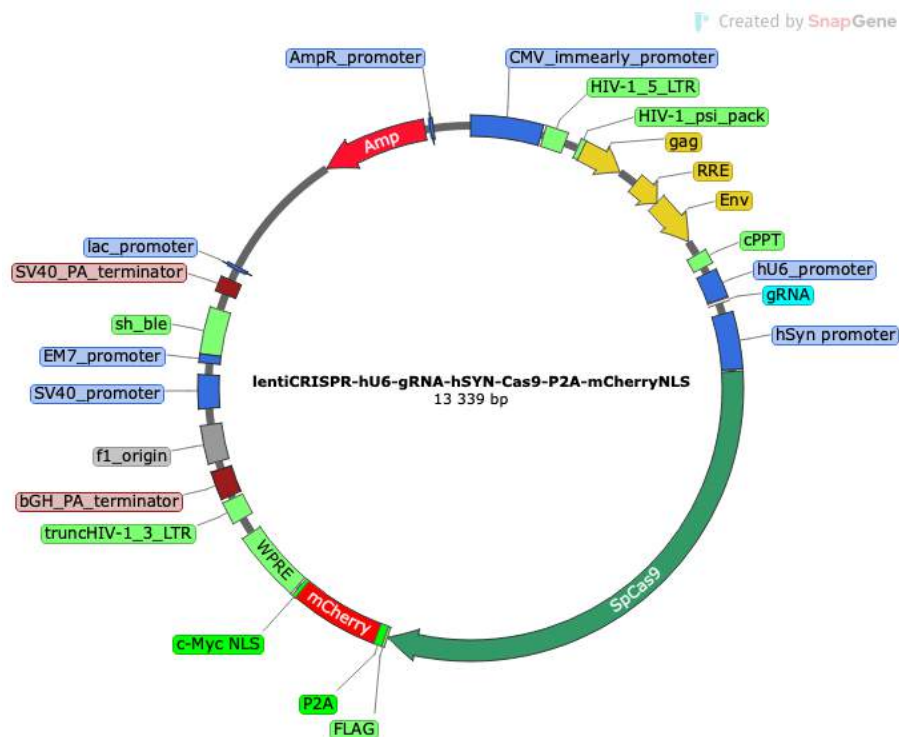 Created by SnapGene
AmpR_promoter
CMV_immearly_promoter
HIV-1_5_LTR
HIV-1_psi_pack
gag
RRE
Env
cPPT
hU6_promoter
gRNA
hSyn promoter
Amp
lac_promoter
SV40_PA_terminator
sh_ble
EM7_promoter
SV40_promoter
f1_origin
bGH_PA_terminator
truncHIV-1_3_LTR
lentiCRISPR-hU6-gRNA-hSYN-Cas9-P2A-mCherryNLS
13 339 bp
SpCas9
WPRE
mCherry
c-Myc NLS
P2A
FLAG